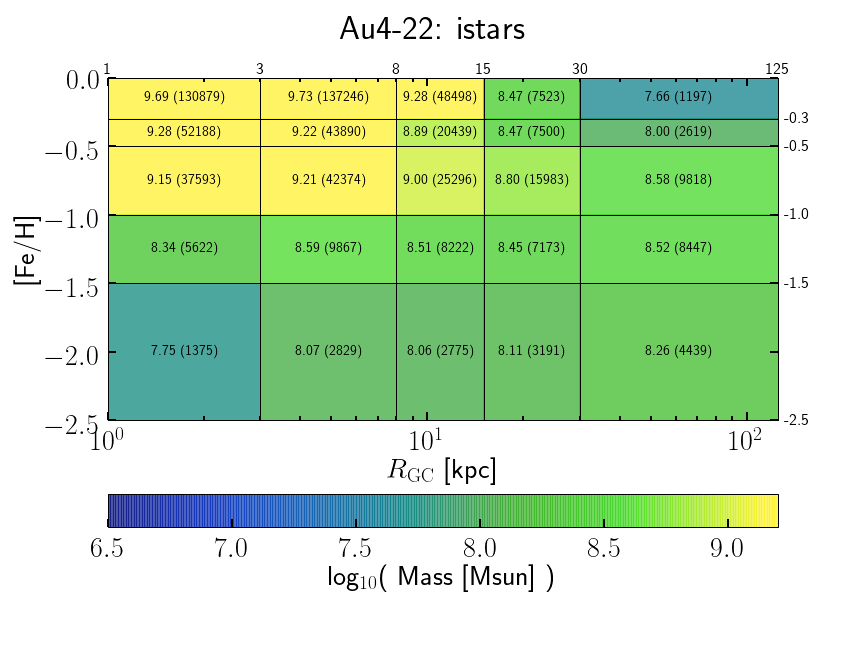 Au4-22: istars
1 3 8 15 30 125
0.0
9.69 (130879) 9.73 (137246) 9.28 (48498) 8.47 (7523) 7.66 (1197)
-0.3
9.28 (52188) 9.22 (43890) 8.89 (20439) 8.47 (7500) 8.00 (2619)
−0.5 -0.5
9.15 (37593) 9.21 (42374) 9.00 (25296) 8.80 (15983) 8.58 (9818)
−1.0 -1.0
[Fe/H]
8.34 (5622) 8.59 (9867) 8.51 (8222) 8.45 (7173) 8.52 (8447)
−1.5 -1.5
7.75 (1375) 8.07 (2829) 8.06 (2775) 8.11 (3191) 8.26 (4439)
−2.0
−2.5 -2.5
10⁰ 10¹ 10²
R_GC [kpc]
6.5 7.0 7.5 8.0 8.5 9.0
log₁₀( Mass [Msun] )